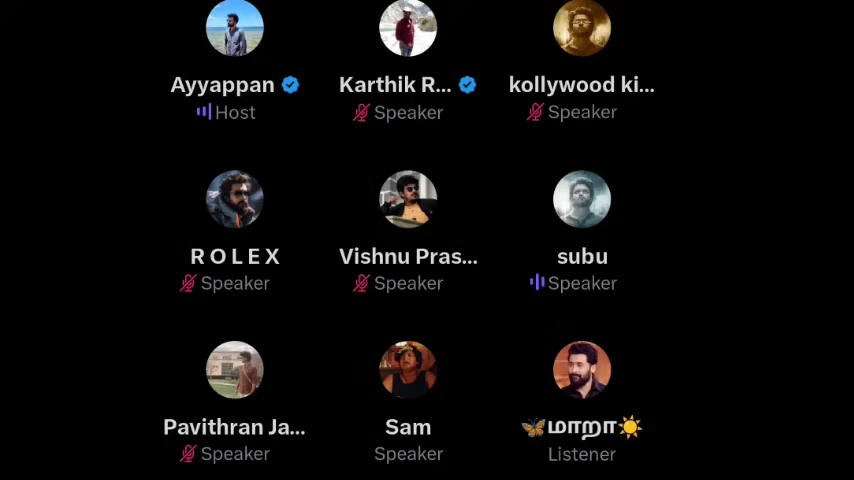 Ayyappan Karthik R... kollywood ki...
Host Speaker Speaker
R O L E X Vishnu Pras... subu
Speaker Speaker Speaker
Pavithran Ja... Sam 🦋மாறா☀️
Speaker Speaker Listener